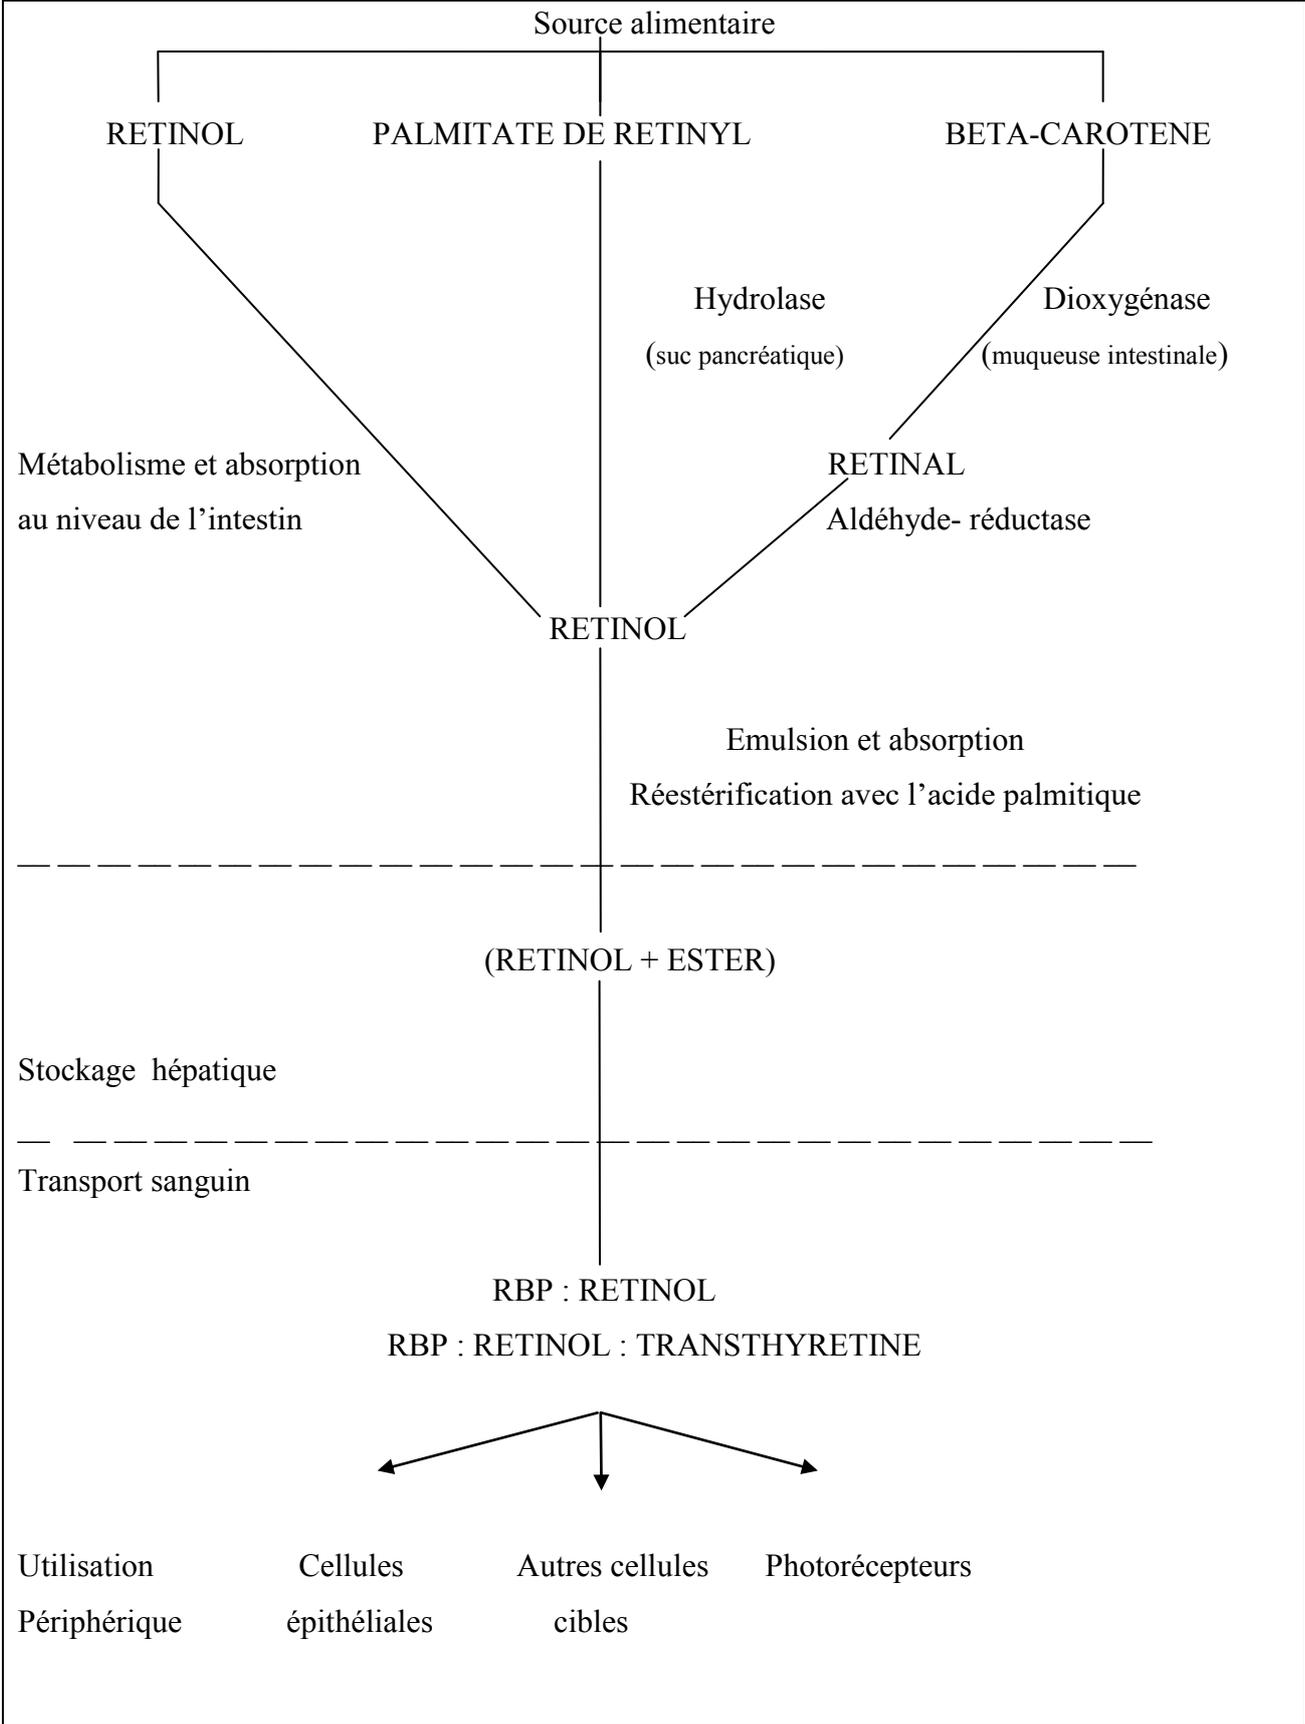 Source alimentaire
RETINOL PALMITATE DE RETINYL BETA-CAROTENE
Hydrolase Dioxygénase
(suc pancréatique) (muqueuse intestinale)
Métabolisme et absorption RETINAL
au niveau de l'intestin Aldéhyde- réductase
RETINOL
Emulsion et absorption
Réestérification avec l'acide palmitique
(RETINOL + ESTER)
Stockage hépatique
Transport sanguin
RBP : RETINOL
RBP : RETINOL : TRANSTHYRETINE
Utilisation Cellules Autres cellules Photorécepteurs
Périphérique épithéliales cibles